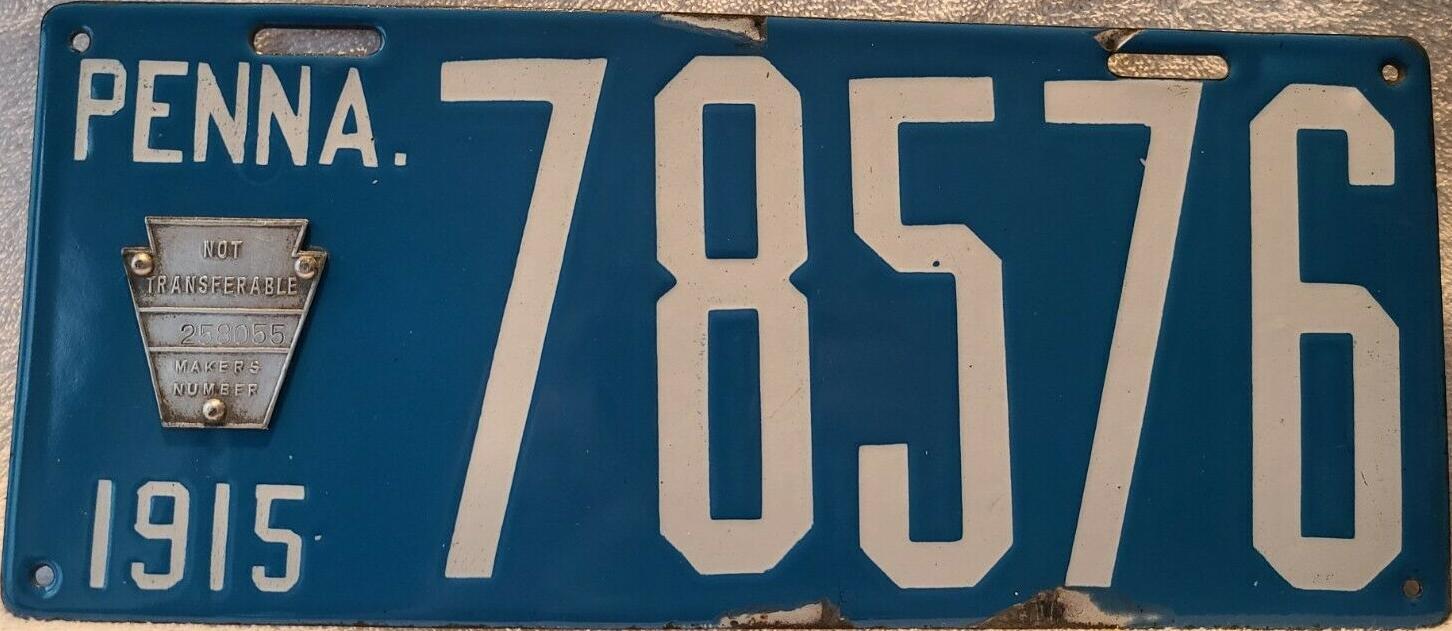 PENNA.
78576
NOT
TRANSFERABLE
258055
MAKERS
NUMBER
1915